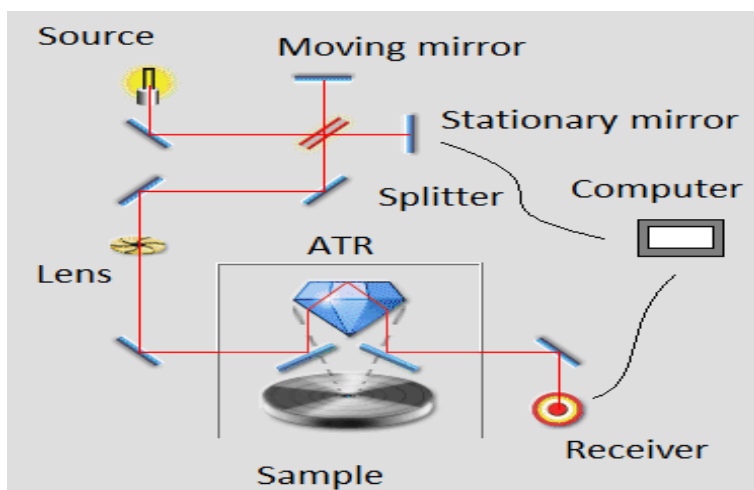 Source
Moving mirror
Stationary mirror
Splitter
Computer
ATR
Lens
Receiver
Sample